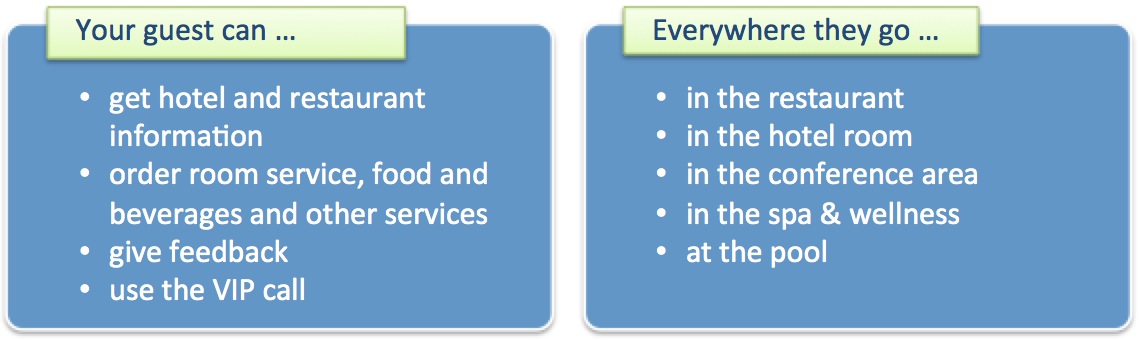 Your guest can …
• get hotel and restaurant
information
• order room service, food and
beverages and other services
• give feedback
• use the VIP call
Everywhere they go …
• in the restaurant
• in the hotel room
• in the conference area
• in the spa & wellness
• at the pool